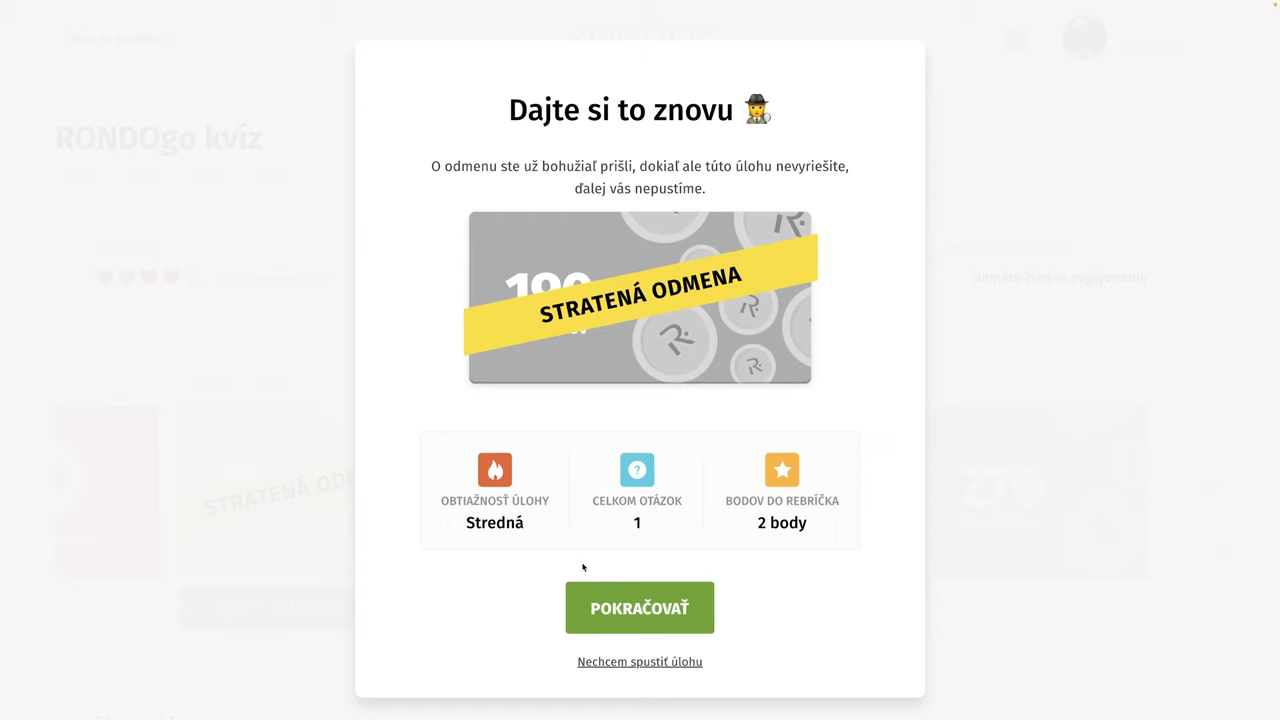 Dajte si to znovu
RONDOgo kvíz
O odmenu ste už bohužiaľ prišli, dokiaľ ale túto úlohu nevyriešite,
ďalej vás nepustíme.
190
STRATENÁ ODMENA
Nemáte žiadne ovplyvnenie
STRATENÁ
270
OBTIAŽNOSŤ ÚLOHY
Stredná
CELKOM OTÁZOK
1
BODOV DO REBRÍČKA
2 body
POKRAČOVAŤ
Nechcem spustiť úlohu